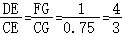 DE/CE = FG/CG = 1/0.75 = 4/3